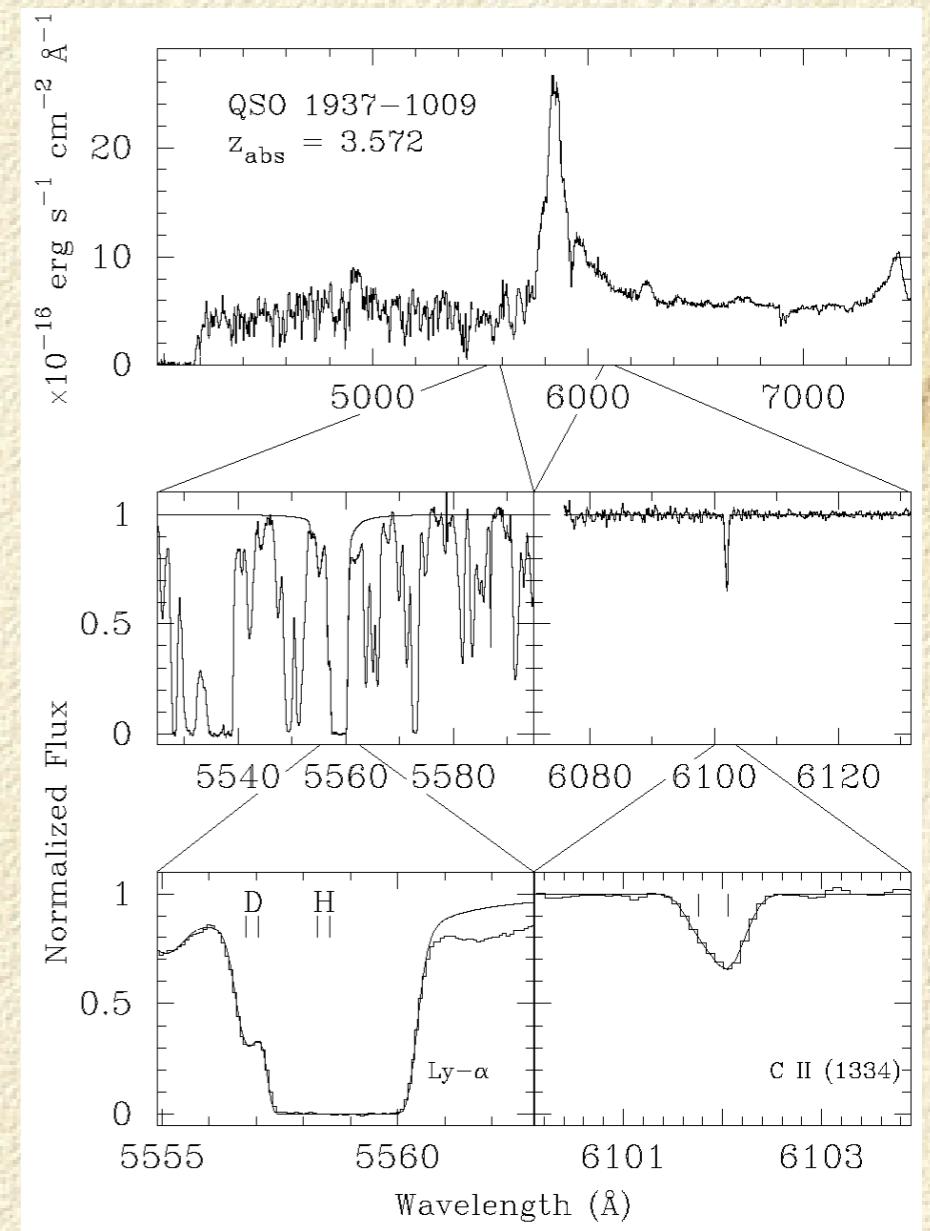 ×10⁻¹⁶ erg s⁻¹ cm⁻² Å⁻¹
QSO 1937−1009
z_abs = 3.572
20
10
0
5000 6000 7000
Normalized Flux
1
0.5
0
5540 5560 5580 6080 6100 6120
1
0.5
0
D H
Ly−α
C II (1334)
5555 5560 6101 6103
Wavelength (Å)